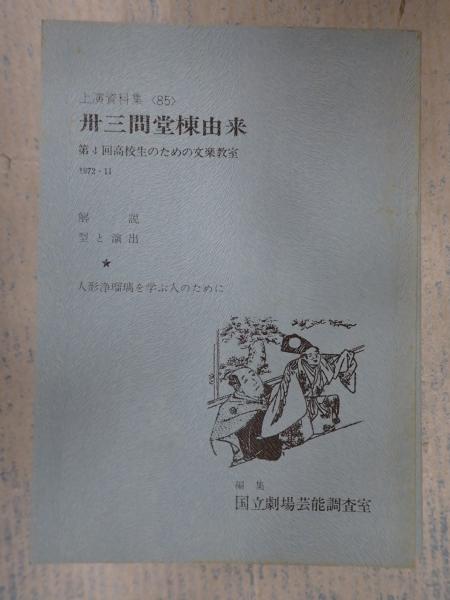 上演資料集〈85〉
卅三間堂棟由来
第4回高校生のための文楽教室
1972・11
解説
型と演出
★
人形浄瑠璃を学ぶ人のために
編集
国立劇場芸能調査室